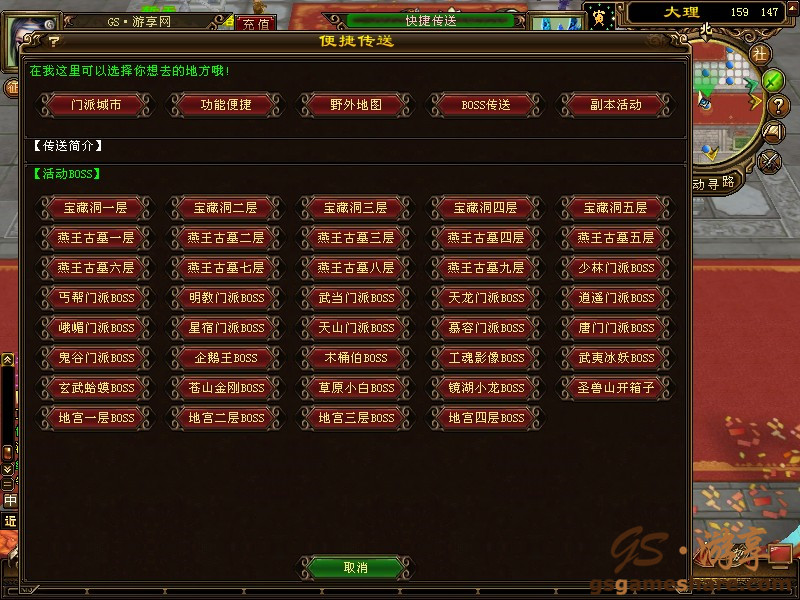 GS·游享网
充值
快捷传送
寅
大理 159 147
北
便捷传送
?
社
在我这里可以选择你想去的地方哦!
门派城市 功能便捷 野外地图 BOSS传送 副本活动
?
【传送简介】
动寻路
【活动BOSS】
宝藏洞一层 宝藏洞二层 宝藏洞三层 宝藏洞四层 宝藏洞五层
燕王古墓一层 燕王古墓二层 燕王古墓三层 燕王古墓四层 燕王古墓五层
燕王古墓六层 燕王古墓七层 燕王古墓八层 燕王古墓九层 少林门派BOSS
丐帮门派BOSS 明教门派BOSS 武当门派BOSS 天龙门派BOSS 逍遥门派BOSS
峨嵋门派BOSS 星宿门派BOSS 天山门派BOSS 慕容门派BOSS 唐门门派BOSS
鬼谷门派BOSS 企鹅王BOSS 木桶伯BOSS 工魂影像BOSS 武夷冰妖BOSS
玄武蛤蟆BOSS 苍山金刚BOSS 草原小白BOSS 镜湖小龙BOSS 圣兽山开箱子
地宫一层BOSS 地宫二层BOSS 地宫三层BOSS 地宫四层BOSS
近
取消
GS·游享